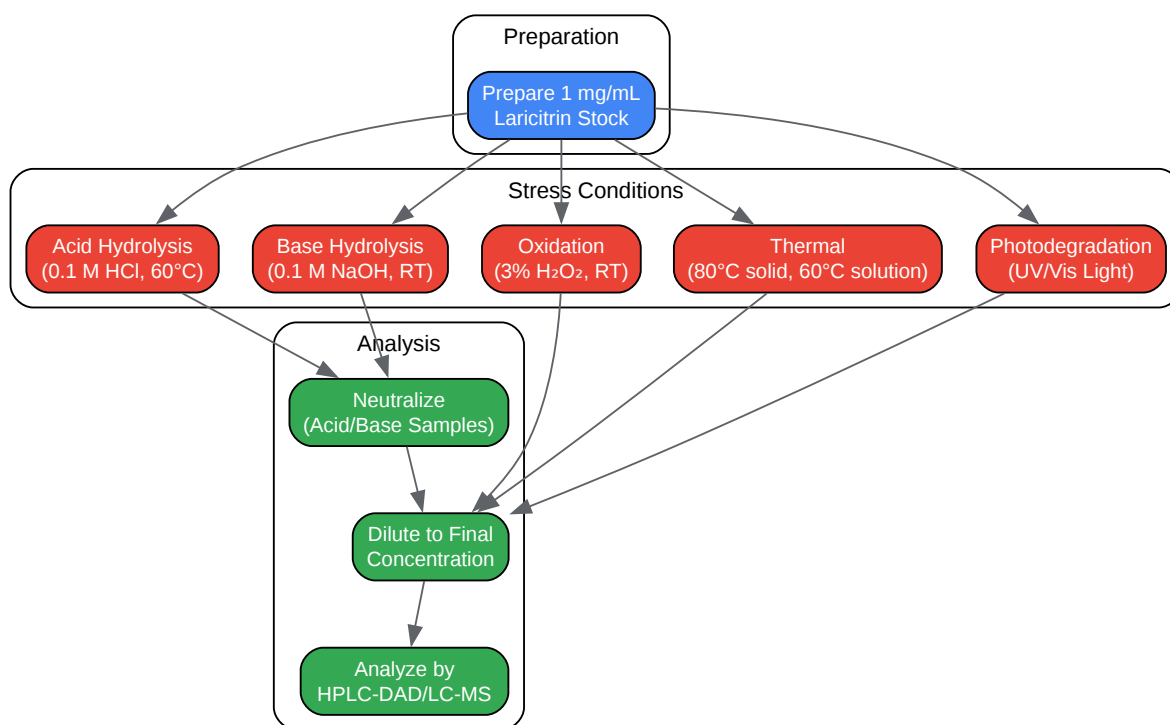 Preparation
Prepare 1 mg/mL
Laricitrin Stock
Stress Conditions
Acid Hydrolysis
(0.1 M HCl, 60°C)
Base Hydrolysis
(0.1 M NaOH, RT)
Oxidation
(3% H₂O₂, RT)
Thermal
(80°C solid, 60°C solution)
Photodegradation
(UV/Vis Light)
Analysis
Neutralize
(Acid/Base Samples)
Dilute to Final
Concentration
Analyze by
HPLC-DAD/LC-MS